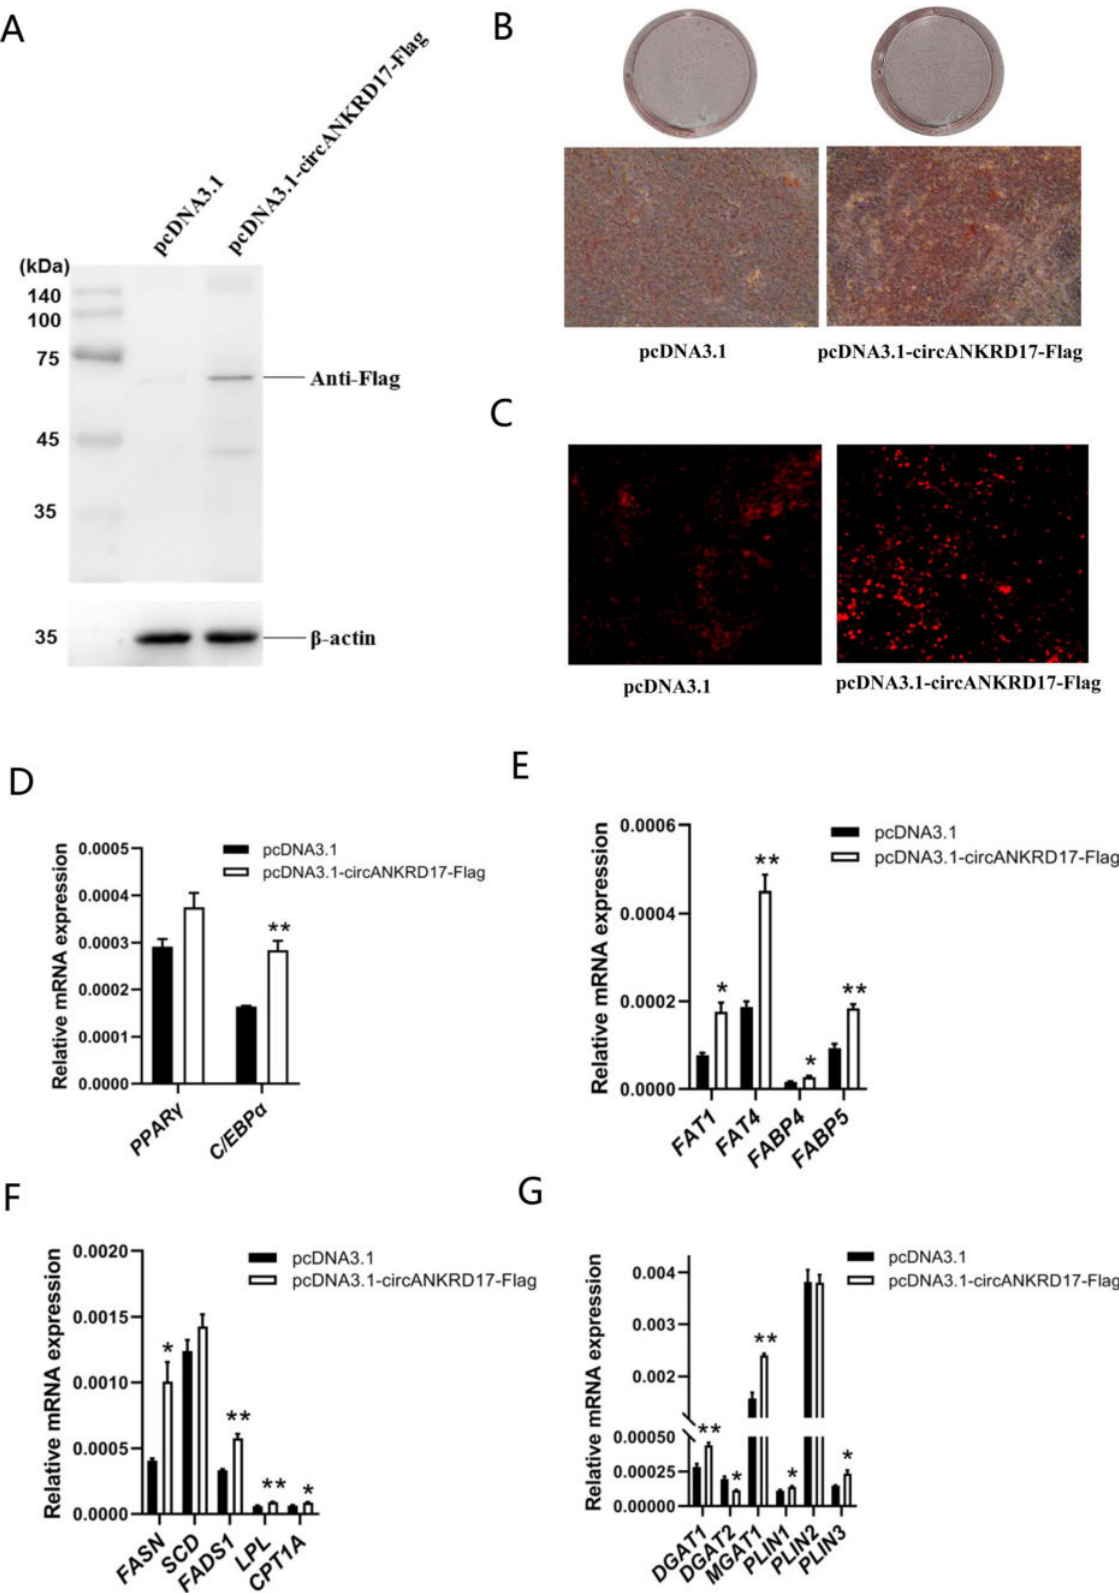 A
pcDNA3.1
pcDNA3.1-circANKRD17-Flag
(kDa)
140
100
75
45
35
35
Anti-Flag
β-actin
B
pcDNA3.1
pcDNA3.1-circANKRD17-Flag
C
pcDNA3.1
pcDNA3.1-circANKRD17-Flag
D
Relative mRNA expression
0.0005
0.0004
0.0003
0.0002
0.0001
0.0000
pcDNA3.1
pcDNA3.1-circANKRD17-Flag
**
PPARγ
C/EBPα
E
Relative mRNA expression
0.0006
0.0004
0.0002
0.0000
pcDNA3.1
pcDNA3.1-circANKRD17-Flag
*
**
*
**
FAT1
FAT4
FABP4
FABP5
F
Relative mRNA expression
0.0020
0.0015
0.0010
0.0005
0.0000
pcDNA3.1
pcDNA3.1-circANKRD17-Flag
*
**
**
*
FASN
SCD
FADS1
LPL
CPT1A
G
Relative mRNA expression
0.004
0.003
0.002
0.00050
0.00025
0.00000
pcDNA3.1
pcDNA3.1-circANKRD17-Flag
**
*
**
*
*
DGAT1
DGAT2
MGAT1
PLIN1
PLIN2
PLIN3